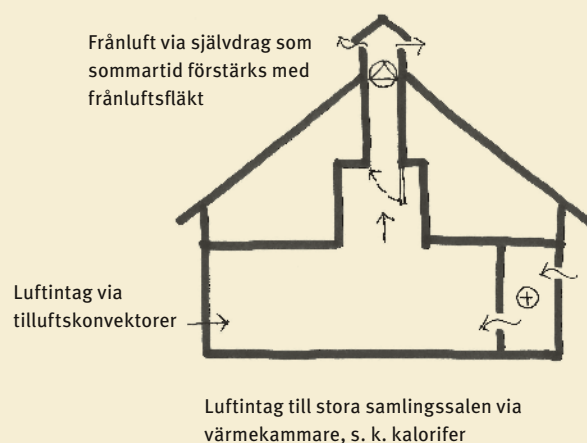 Frånluft via självdrag som
sommartid förstärks med
frånluftsfläkt
Luftintag via
tilluftskonvektorer
Luftintag till stora samlingssalen via
värmekammare, s. k. kalorifer